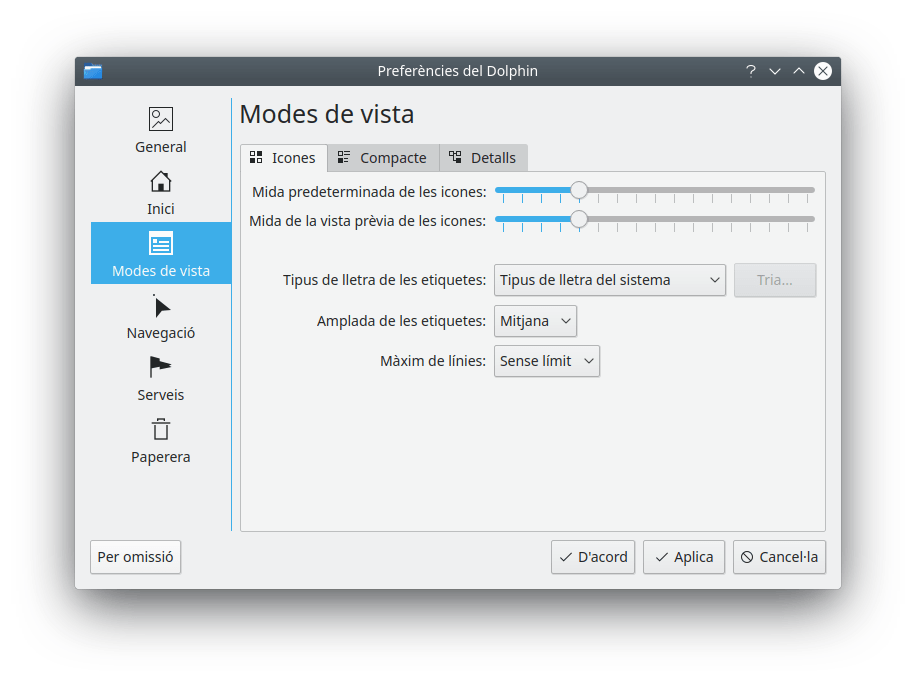 Preferències del Dolphin
General
Inici
Modes de vista
Navegació
Serveis
Paperera
Modes de vista
Icones Compacte Detalls
Mida predeterminada de les icones:
Mida de la vista prèvia de les icones:
Tipus de lletra de les etiquetes: Tipus de lletra del sistema Tria...
Amplada de les etiquetes: Mitjana
Màxim de línies: Sense límit
Per omissió D'acord Aplica Cancel·la